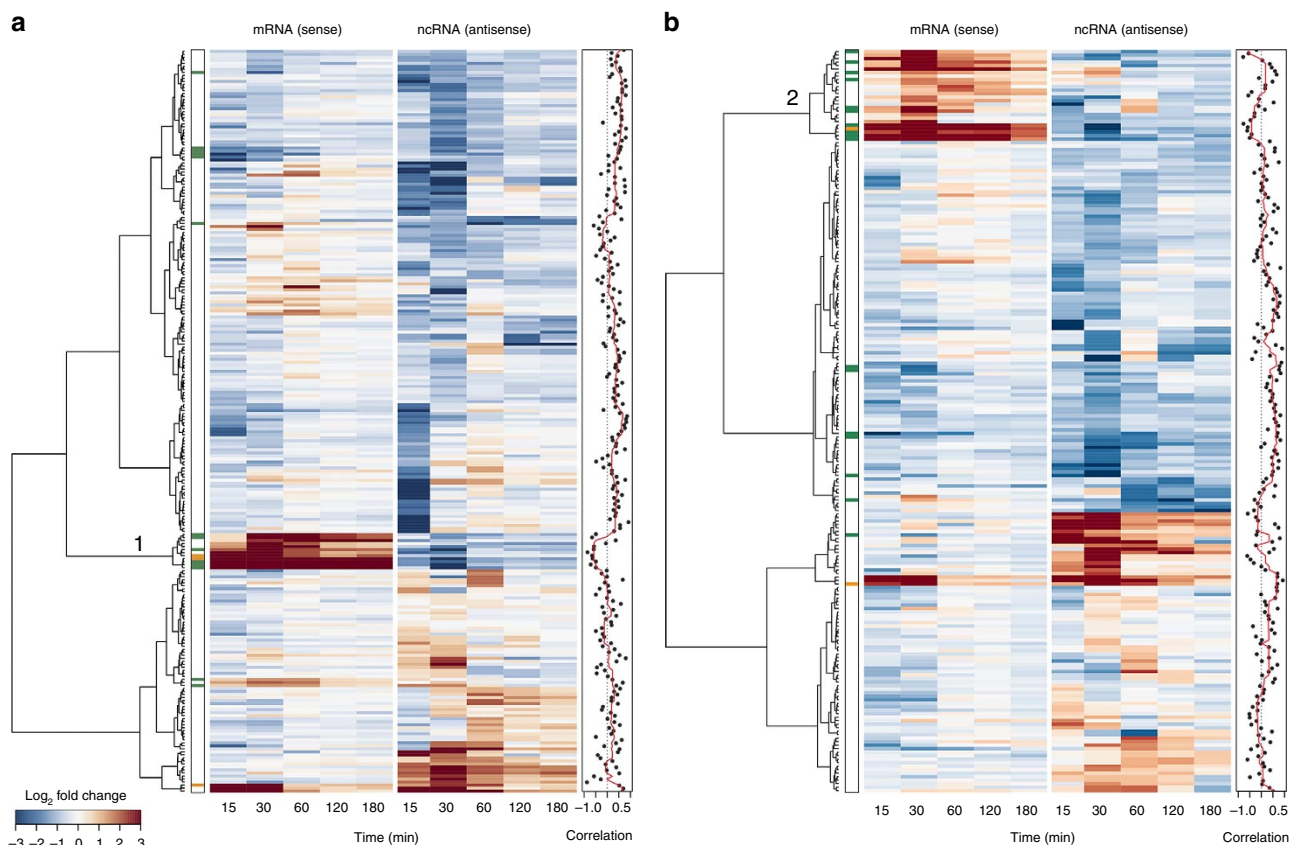 a
mRNA (sense)
ncRNA (antisense)
1
Log2 fold change
−3 −2 −1 0 1 2 3
15 30 60 120 180
15 30 60 120 180
−1.0 0.5
Time (min)
Correlation
b
mRNA (sense)
ncRNA (antisense)
2
15 30 60 120 180
15 30 60 120 180
−1.0 0.5
Time (min)
Correlation